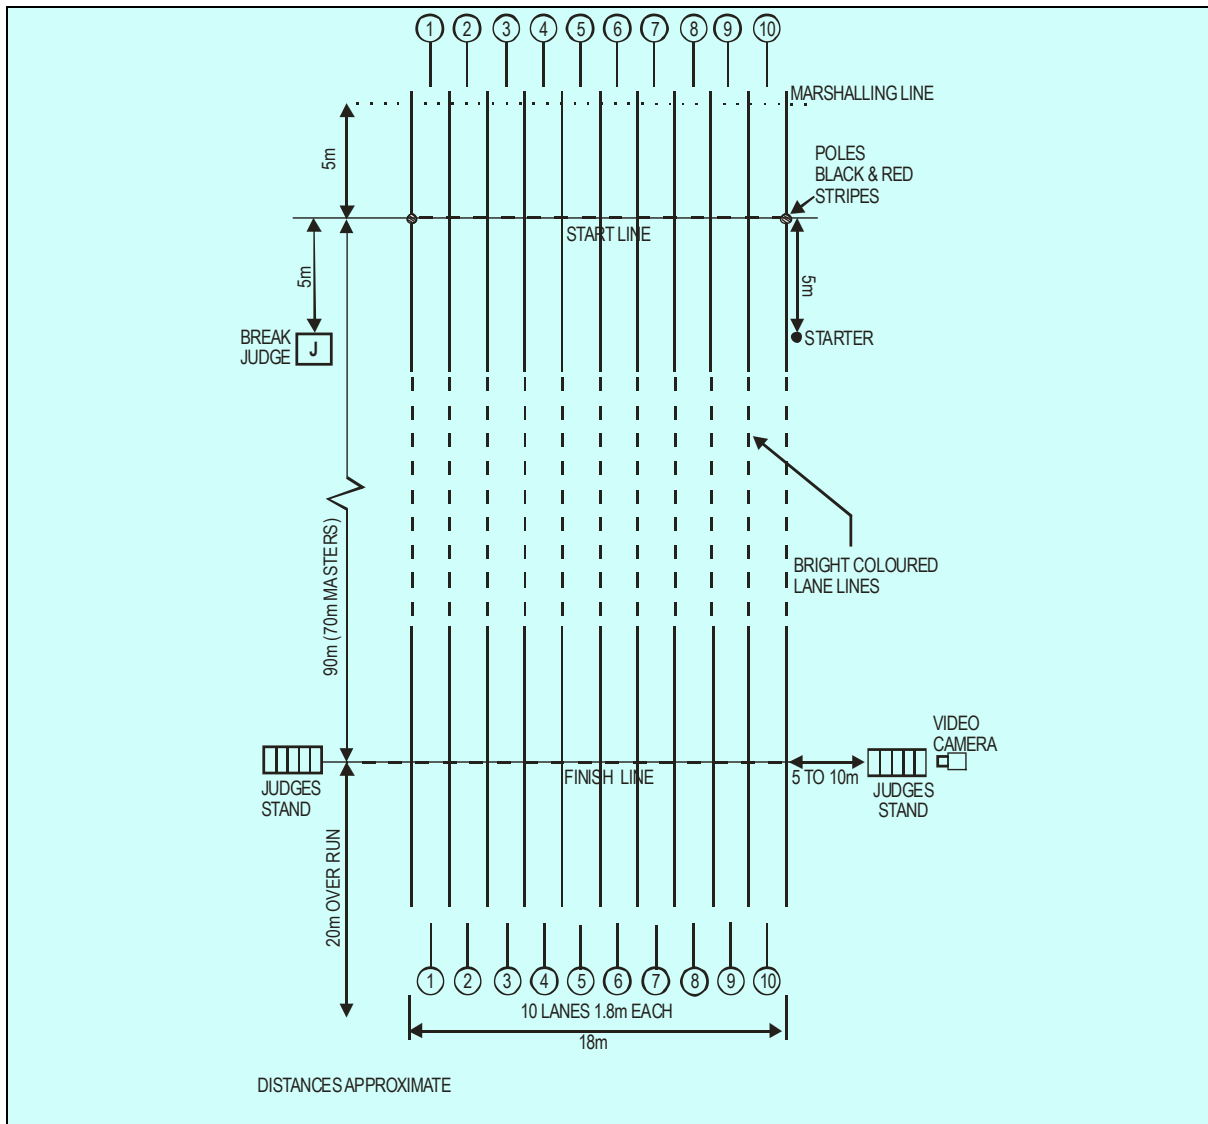 1 2 3 4 5 6 7 8 9 10
MARSHALLING LINE
5m
POLES
BLACK & RED
STRIPES
START LINE
5m
5m
BREAK
JUDGE
J
STARTER
90m (70m MASTERS)
BRIGHT COLOURED
LANE LINES
VIDEO
CAMERA
FINISH LINE
5 TO 10m
JUDGES
STAND
JUDGES
STAND
20m OVER RUN
1 2 3 4 5 6 7 8 9 10
10 LANES 1.8m EACH
18m
DISTANCES APPROXIMATE